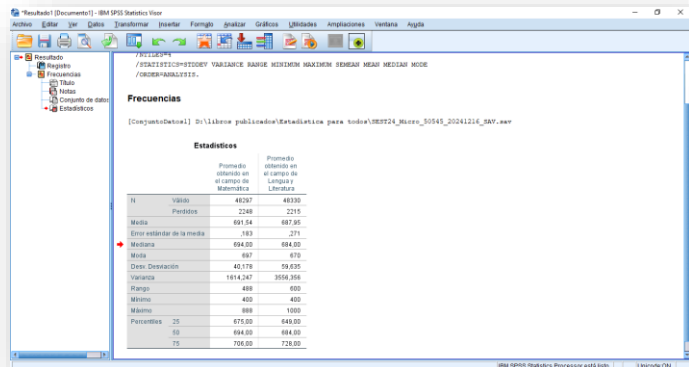 *Resultado1 [Documento1] - IBM SPSS Statistics Visor
Archivo Editar Ver Datos Transformar Insertar Formato Analizar Gráficos Utilidades Ampliaciones Ventana Ayuda
Resultado
Registro
Frecuencias
Título
Notas
Conjunto de datos
Estadísticos
/NTILES=4
/STATISTICS=STDDEV VARIANCE RANGE MINIMUM MAXIMUM SEMEAN MEAN MEDIAN MODE
/ORDER=ANALYSIS.
Frecuencias
[ConjuntoDatos1] D:\libros publicados\Estadistica para todos\SEST24_Micro_50545_20241216_SAV.sav
Estadísticos
Promedio obtenido en el campo de Matemática
Promedio obtenido en el campo de Lengua y Literatura
N Válido 48297 48330
Perdidos 2248 2215
Media 691,54 687,95
Error estándar de la media ,183 ,271
Mediana 694,00 684,00
Moda 697 670
Desv. Desviación 40,178 59,635
Varianza 1614,247 3556,356
Rango 488 600
Mínimo 400 400
Máximo 888 1000
Percentiles 25 675,00 649,00
50 694,00 684,00
75 706,00 726,00
IBM SPSS Statistics Processor está listo Unicode:ON